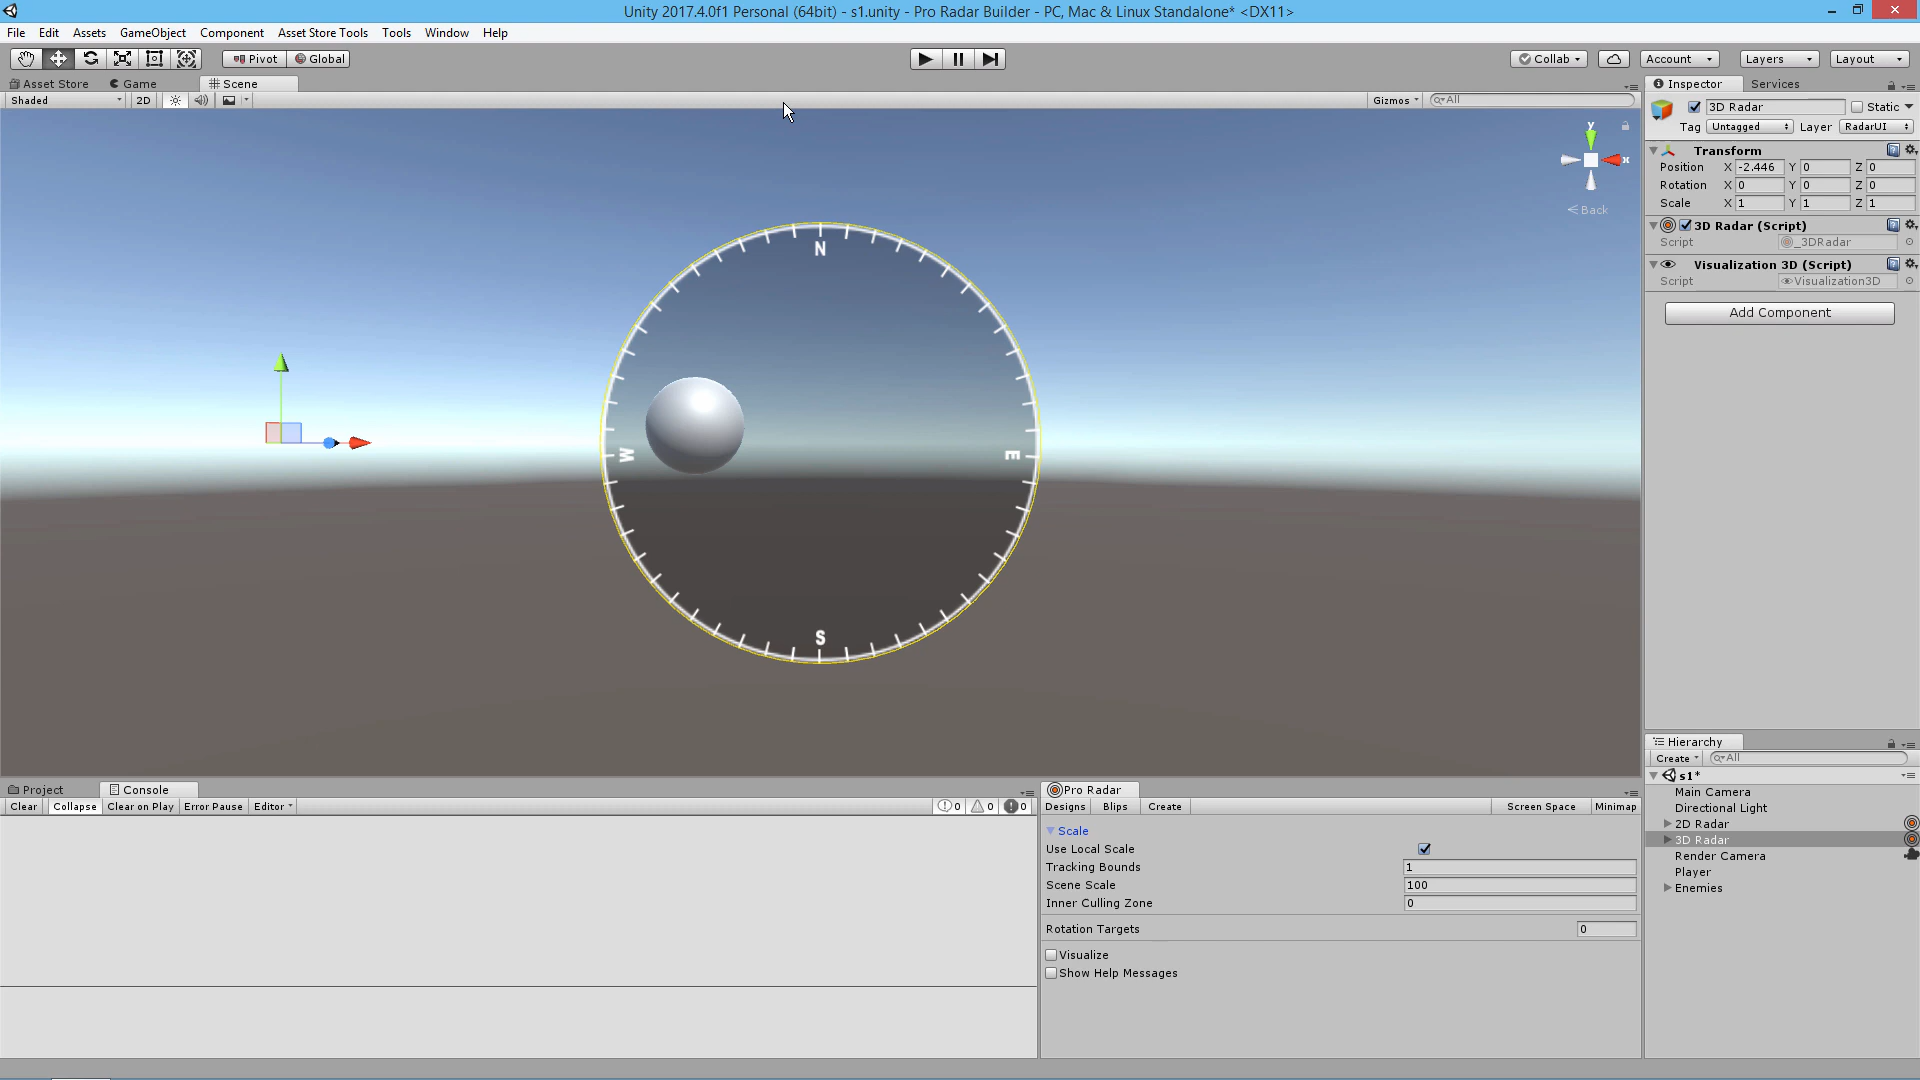 Unity 2017.4.0f1 Personal (64bit) - s1.unity - Pro Radar Builder - PC, Mac & Linux Standalone* <DX11>
File Edit Assets GameObject Component Asset Store Tools Tools Window Help
Pivot Global Collab Account Layers Layout
Asset Store Game Scene
Shaded 2D Gizmos All
Inspector Services
3D Radar Static
Tag Untagged Layer RadarUI
Transform
Position X -2.446 Y 0 Z 0
Rotation X 0 Y 0 Z 0
Scale X 1 Y 1 Z 1
3D Radar (Script)
Script _3DRadar
Visualization 3D (Script)
Script Visualization3D
Add Component
y
x
Back
N
W
E
S
Hierarchy
Create All
s1*
Main Camera
Directional Light
2D Radar
3D Radar
Render Camera
Player
Enemies
Project Console
Clear Collapse Clear on Play Error Pause Editor 0 0 0
Pro Radar
Designs Blips Create Screen Space Minimap
Scale
Use Local Scale
Tracking Bounds 1
Scene Scale 100
Inner Culling Zone 0
Rotation Targets 0
Visualize
Show Help Messages